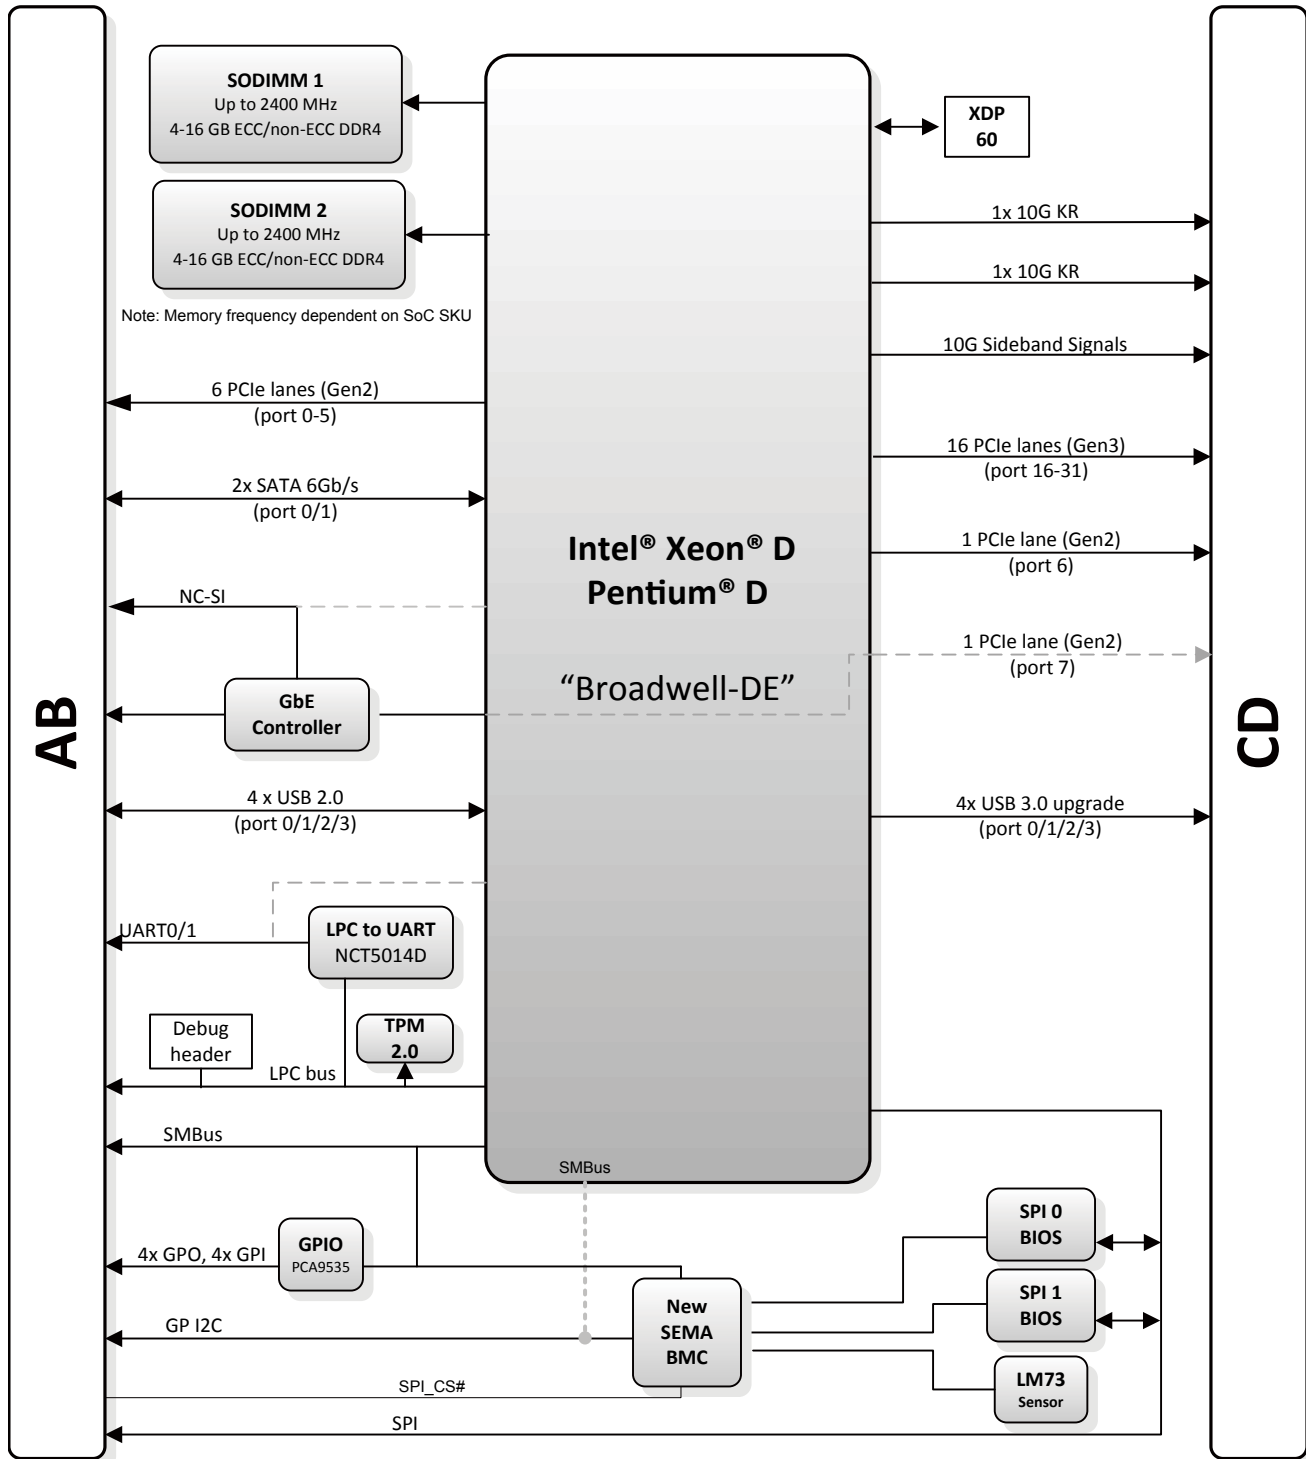 SODIMM 1
Up to 2400 MHz
4-16 GB ECC/non-ECC DDR4
SODIMM 2
Up to 2400 MHz
4-16 GB ECC/non-ECC DDR4
Note: Memory frequency dependent on SoC SKU
6 PCIe lanes (Gen2)
(port 0-5)
2x SATA 6Gb/s
(port 0/1)
NC-SI
GbE
Controller
4 x USB 2.0
(port 0/1/2/3)
UART0/1
LPC to UART
NCT5014D
Debug
header
TPM
2.0
LPC bus
SMBus
4x GPO, 4x GPI
GPIO
PCA9535
GP I2C
SPI_CS#
SPI
AB
Intel® Xeon® D
Pentium® D
“Broadwell-DE”
SMBus
New
SEMA
BMC
XDP
60
1x 10G KR
1x 10G KR
10G Sideband Signals
16 PCIe lanes (Gen3)
(port 16-31)
1 PCIe lane (Gen2)
(port 6)
1 PCIe lane (Gen2)
(port 7)
4x USB 3.0 upgrade
(port 0/1/2/3)
SPI 0
BIOS
SPI 1
BIOS
LM73
Sensor
CD